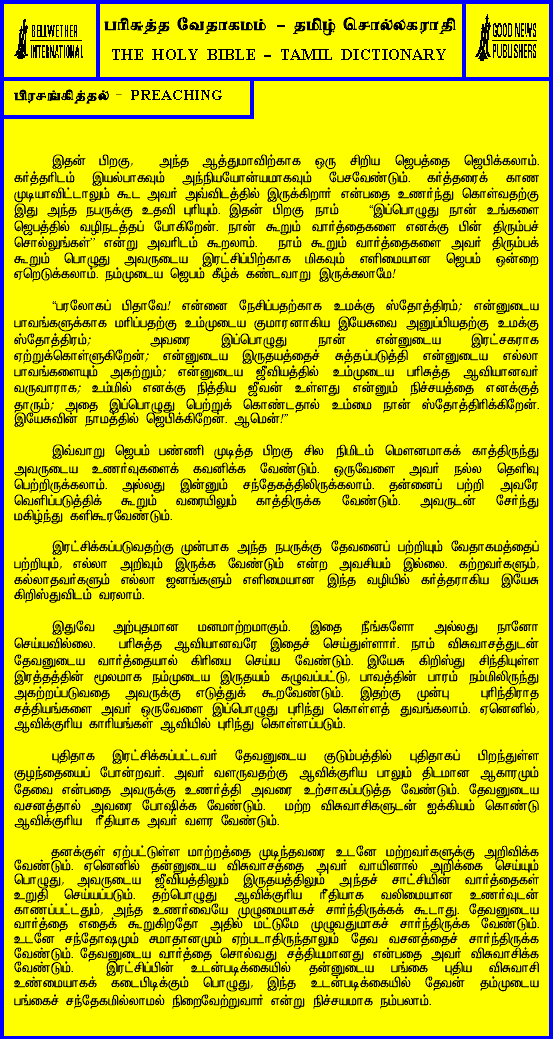 BELLWETHER
INTERNATIONAL
பரிசுத்த வேதாகமம் - தமிழ் சொல்லகராதி
THE HOLY BIBLE - TAMIL DICTIONARY
GOOD NEWS
PUBLISHERS
பிரசங்கித்தல் - PREACHING
இதன் பிறகு, அந்த ஆத்துமாவிற்காக ஒரு சிறிய ஜெபத்தை ஜெபிக்கலாம்.
கர்த்தரிடம் இயல்பாகவும் அந்நியயோன்யமாகவும் பேசவேண்டும். கர்த்தரைக் காண
முடியாவிட்டாலும் கூட அவர் அவ்விடத்தில் இருக்கிறார் என்பதை உணர்ந்து கொள்வதற்கு
இது அந்த நபருக்கு உதவி புரியும். இதன் பிறகு நாம் "இப்பொழுது நான் உங்களை
ஜெபத்தில் வழிநடத்தப் போகிறேன். நான் கூறும் வார்த்தைகளை எனக்கு பின் திரும்பச்
சொல்லுங்கள்" என்று அவரிடம் கூறலாம். நாம் கூறும் வார்த்தைகளை அவர் திரும்பக்
கூறும் பொழுது அவருடைய இரட்சிப்பிற்காக மிகவும் எளிமையான ஜெபம் ஒன்றை
ஏறெடுக்கலாம். நம்முடைய ஜெபம் கீழ்க் கண்டவாறு இருக்கலாமே!
"பரலோகப் பிதாவே! என்னை நேசிப்பதற்காக உமக்கு ஸ்தோத்திரம்; என்னுடைய
பாவங்களுக்காக மரிப்பதற்கு உம்முடைய குமாரனாகிய இயேசுவை அனுப்பியதற்கு உமக்கு
ஸ்தோத்திரம்; அவரை இப்பொழுது நான் என்னுடைய இரட்சகராக
ஏற்றுக்கொள்ளுகிறேன்; என்னுடைய இருதயத்தைச் சுத்தப்படுத்தி என்னுடைய எல்லா
பாவங்களையும் அகற்றும்; என்னுடைய ஜீவியத்தில் உம்முடைய பரிசுத்த ஆவியானவர்
வருவாராக; உம்மில் எனக்கு நித்திய ஜீவன் உள்ளது என்னும் நிச்சயத்தை எனக்குத்
தாரும்; அதை இப்பொழுது பெற்றுக் கொண்டதால் உம்மை நான் ஸ்தோத்திரிக்கிறேன்.
இயேசுவின் நாமத்தில் ஜெபிக்கிறேன். ஆமென்!"
இவ்வாறு ஜெபம் பண்ணி முடித்த பிறகு சில நிமிடம் மௌனமாகக் காத்திருந்து
அவருடைய உணர்வுகளைக் கவனிக்க வேண்டும். ஒருவேளை அவர் நல்ல தெளிவு
பெற்றிருக்கலாம். அல்லது இன்னும் சந்தேகத்திலிருக்கலாம். தன்னைப் பற்றி அவரே
வெளிப்படுத்திக் கூறும் வரையிலும் காத்திருக்க வேண்டும். அவருடன் சேர்ந்து
மகிழ்ந்து களிகூரவேண்டும்.
இரட்சிக்கப்படுவதற்கு முன்பாக அந்த நபருக்கு தேவனைப் பற்றியும் வேதாகமத்தைப்
பற்றியும், எல்லா அறிவும் இருக்க வேண்டும் என்ற அவசியம் இல்லை. கற்றவர்களும்,
கல்லாதவர்களும் எல்லா ஜனங்களும் எளிமையான இந்த வழியில் கர்த்தராகிய இயேசு
கிறிஸ்துவிடம் வரலாம்.
இதுவே அற்புதமான மனமாற்றமாகும். இதை நீங்களோ அல்லது நானோ
செய்யவில்லை. பரிசுத்த ஆவியானவரே இதைச் செய்துள்ளார். நாம் விசுவாசத்துடன்
தேவனுடைய வார்த்தையால் கிரியை செய்ய வேண்டும். இயேசு கிறிஸ்து சிந்தியுள்ள
இரத்தத்தின் மூலமாக நம்முடைய இருதயம் கழுவப்பட்டு, பாவத்தின் பாரம் நம்மிலிருந்து
அகற்றப்படுவதை அவருக்கு எடுத்துக் கூறவேண்டும். இதற்கு முன்பு புரிந்திராத
சத்தியங்களை அவர் ஒருவேளை இப்பொழுது புரிந்து கொள்ளத் துவங்கலாம். ஏனெனில்,
ஆவிக்குரிய காரியங்கள் ஆவியில் புரிந்து கொள்ளப்படும்.
புதிதாக இரட்சிக்கப்பட்டவர் தேவனுடைய குடும்பத்தில் புதிதாகப் பிறந்துள்ள
குழந்தையைப் போன்றவர். அவர் வளருவதற்கு ஆவிக்குரிய பாலும் திடமான ஆகாரமும்
தேவை என்பதை அவருக்கு உணர்த்தி அவரை உற்சாகப்படுத்த வேண்டும். தேவனுடைய
வசனத்தால் அவரை போஷிக்க வேண்டும். மற்ற விசுவாசிகளுடன் ஐக்கியம் கொண்டு
ஆவிக்குரிய ரீதியாக அவர் வளர வேண்டும்.
தனக்குள் ஏற்பட்டுள்ள மாற்றத்தை முடிந்தவரை உடனே மற்றவர்களுக்கு அறிவிக்க
வேண்டும். ஏனெனில் தன்னுடைய விசுவாசத்தை அவர் வாயினால் அறிக்கை செய்யும்
பொழுது, அவருடைய ஜீவியத்திலும் இருதயத்திலும் அந்தச் சாட்சியின் வார்த்தைகள்
உறுதி செய்யப்படும். தற்பொழுது ஆவிக்குரிய ரீதியாக வலிமையான உணர்வுடன்
காணப்பட்டதும், அந்த உணர்வையே முழுமையாகச் சார்ந்திருக்கக் கூடாது. தேவனுடைய
வார்த்தை எதைக் கூறுகிறதோ அதில் மட்டுமே முழுவதுமாகச் சார்ந்திருக்க வேண்டும்.
உடனே சந்தோஷமும் சமாதானமும் ஏற்படாதிருந்தாலும் தேவ வசனத்தைச் சார்ந்திருக்க
வேண்டும். தேவனுடைய வார்த்தை சொல்வது சத்தியமானது என்பதை அவர் விசுவாசிக்க
வேண்டும். இரட்சிப்பின் உடன்படிக்கையில் தன்னுடைய பங்கை புதிய விசுவாசி
உண்மையாகக் கடைபிடிக்கும் பொழுது, இந்த உடன்படிக்கையில் தேவன் தம்முடைய
பங்கைச் சந்தேகமில்லாமல் நிறைவேற்றுவார் என்று நிச்சயமாக நம்பலாம்.